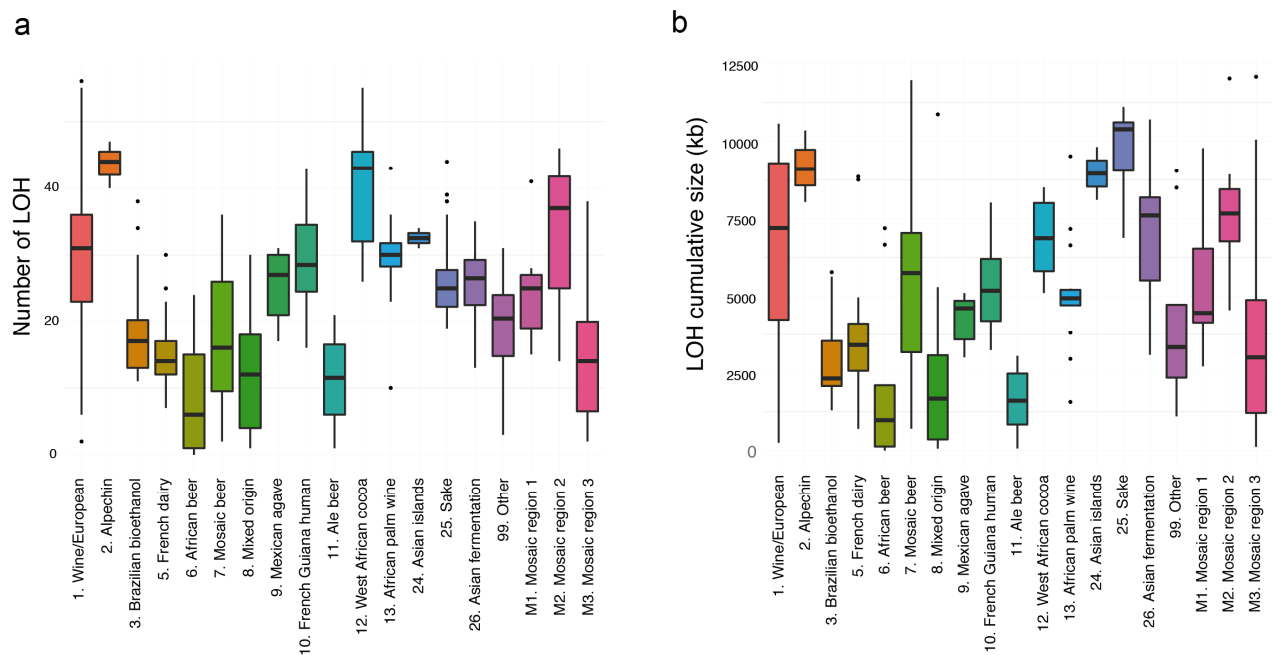 a
Number of LOH
40
20
0
1. Wine/European
2. Alpechin
3. Brazilian bioethanol
5. French dairy
6. African beer
7. Mosaic beer
8. Mixed origin
9. Mexican agave
10. French Guiana human
11. Ale beer
12. West African cocoa
13. African palm wine
24. Asian islands
25. Sake
26. Asian fermentation
99. Other
M1. Mosaic region 1
M2. Mosaic region 2
M3. Mosaic region 3
b
LOH cumulative size (kb)
12500
10000
7500
5000
2500
0
1. Wine/European
2. Alpechin
3. Brazilian bioethanol
5. French dairy
6. African beer
7. Mosaic beer
8. Mixed origin
9. Mexican agave
10. French Guiana human
11. Ale beer
12. West African cocoa
13. African palm wine
24. Asian islands
25. Sake
26. Asian fermentation
99. Other
M1. Mosaic region 1
M2. Mosaic region 2
M3. Mosaic region 3